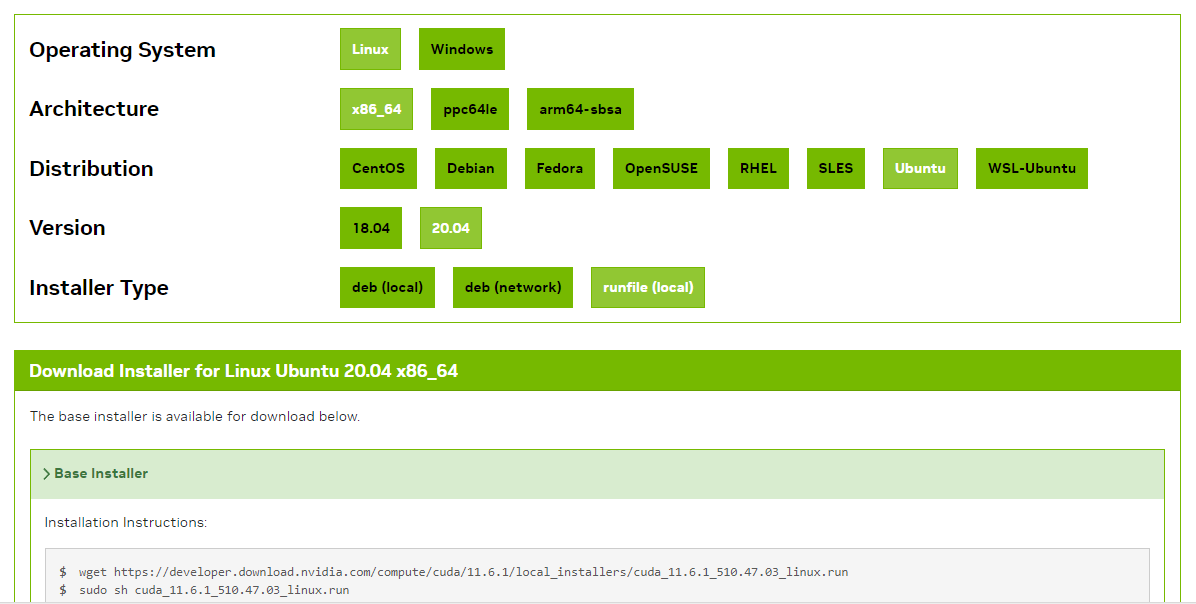 Operating System Linux Windows
Architecture x86_64 ppc64le arm64-sbsa
Distribution CentOS Debian Fedora OpenSUSE RHEL SLES Ubuntu WSL-Ubuntu
Version 18.04 20.04
Installer Type deb (local) deb (network) runfile (local)
Download Installer for Linux Ubuntu 20.04 x86_64
The base installer is available for download below.
> Base Installer
Installation Instructions:
$ wget https://developer.download.nvidia.com/compute/cuda/11.6.1/local_installers/cuda_11.6.1_510.47.03_linux.run
$ sudo sh cuda_11.6.1_510.47.03_linux.run